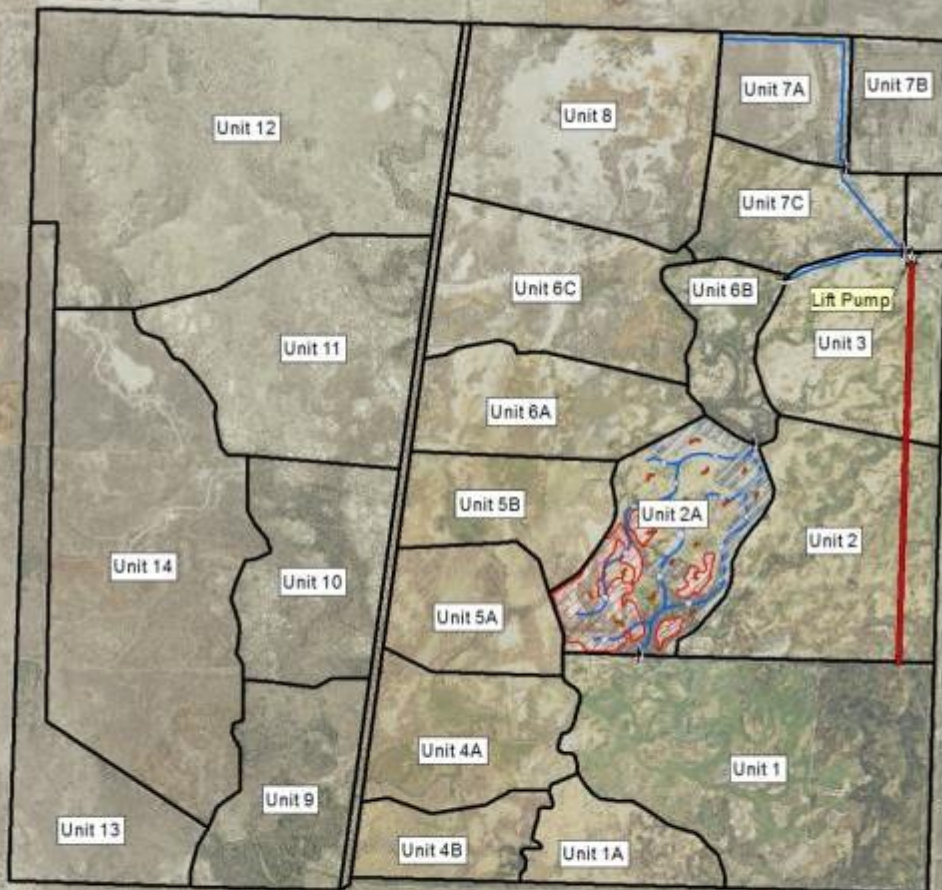 Unit 7A
Unit 7B
Unit 8
Unit 12
Unit 7C
Unit 6C
Unit 6B
Lift Pump
Unit 3
Unit 11
Unit 6A
Unit 5B
Unit 2A
Unit 2
Unit 14
Unit 10
Unit 5A
Unit 4A
Unit 1
Unit 9
Unit 13
Unit 4B
Unit 1A